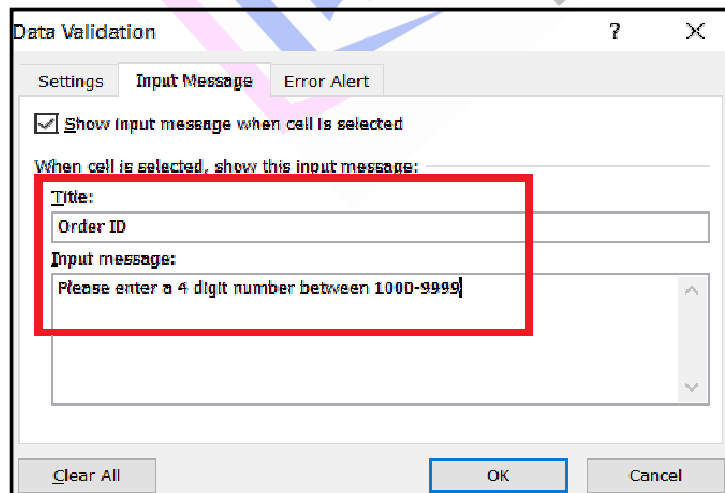 Data Validation ?
Settings Input Message Error Alert
Show input message when cell is selected
When cell is selected, show this input message:
Title:
Order ID
Input message:
Please enter a 4 digit number between 1000-9999
Clear All OK Cancel